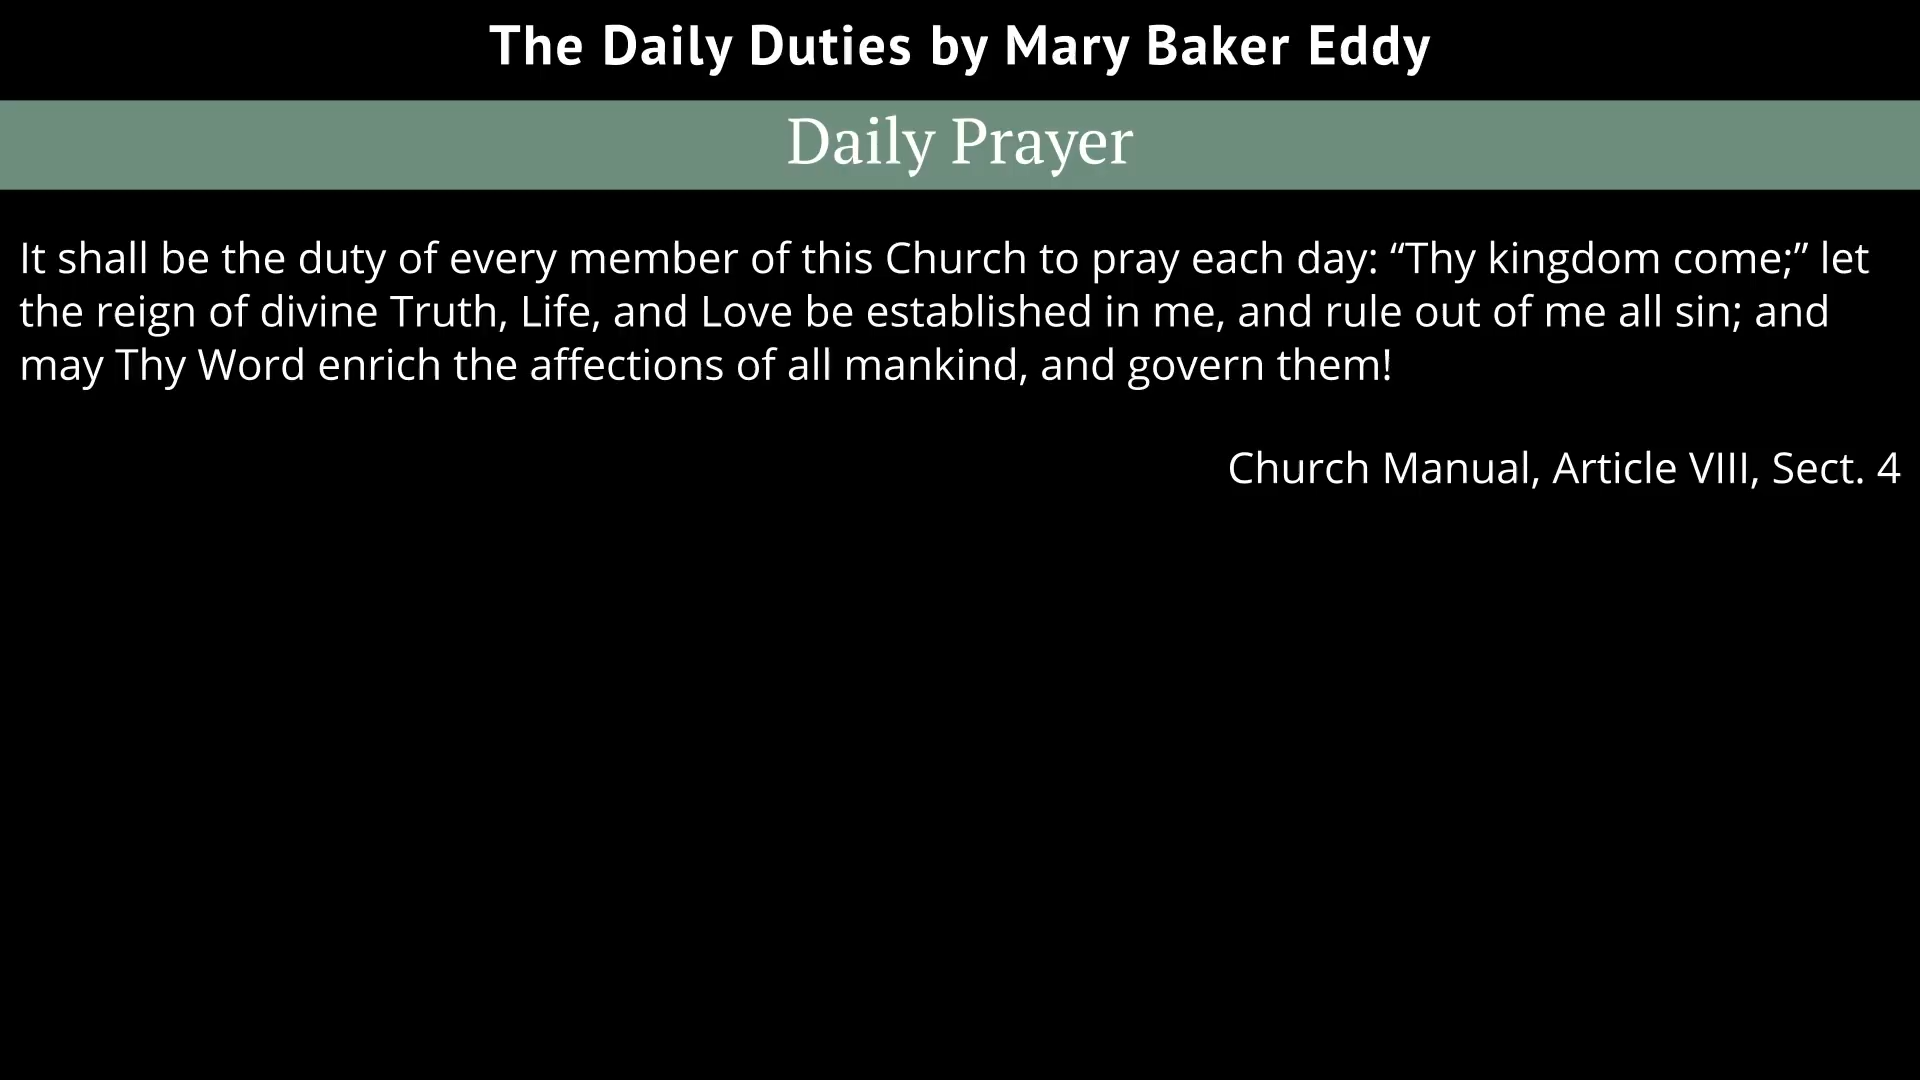 The Daily Duties by Mary Baker Eddy
Daily Prayer
It shall be the duty of every member of this Church to pray each day: “Thy kingdom come;” let
the reign of divine Truth, Life, and Love be established in me, and rule out of me all sin; and
may Thy Word enrich the affections of all mankind, and govern them!
Church Manual, Article VIII, Sect. 4